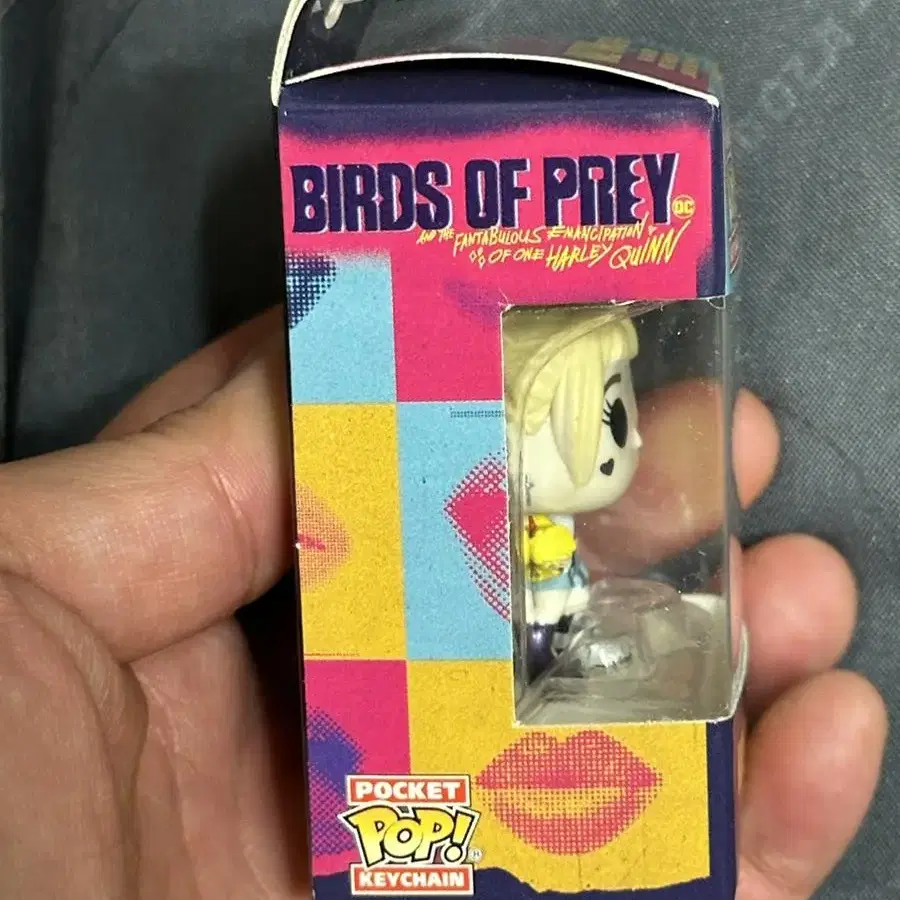 BIRDS OF PREY
DC
AND THE FANTABULOUS EMANCIPATION
OF ONE HARLEY QUINN
POCKET
POP!
KEYCHAIN